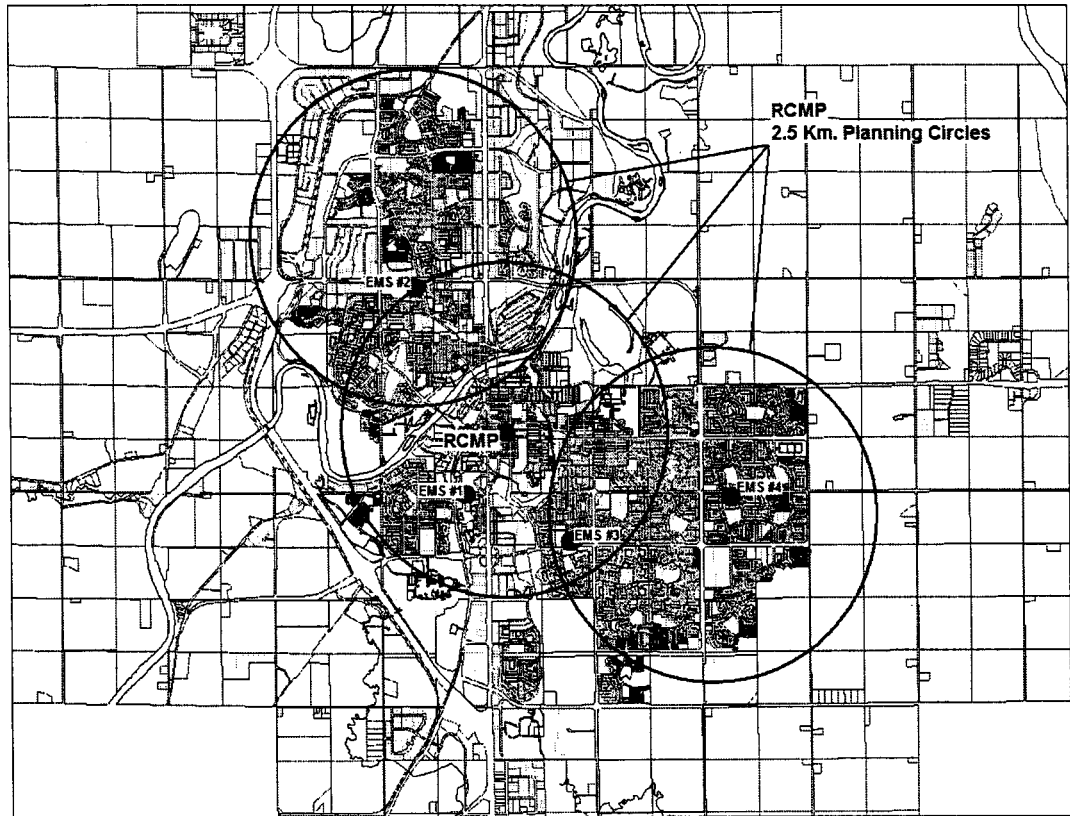 RCMP
2.5 Km. Planning Circles
EMS #2
RCMP
EMS #1
EMS #4
EMS #3